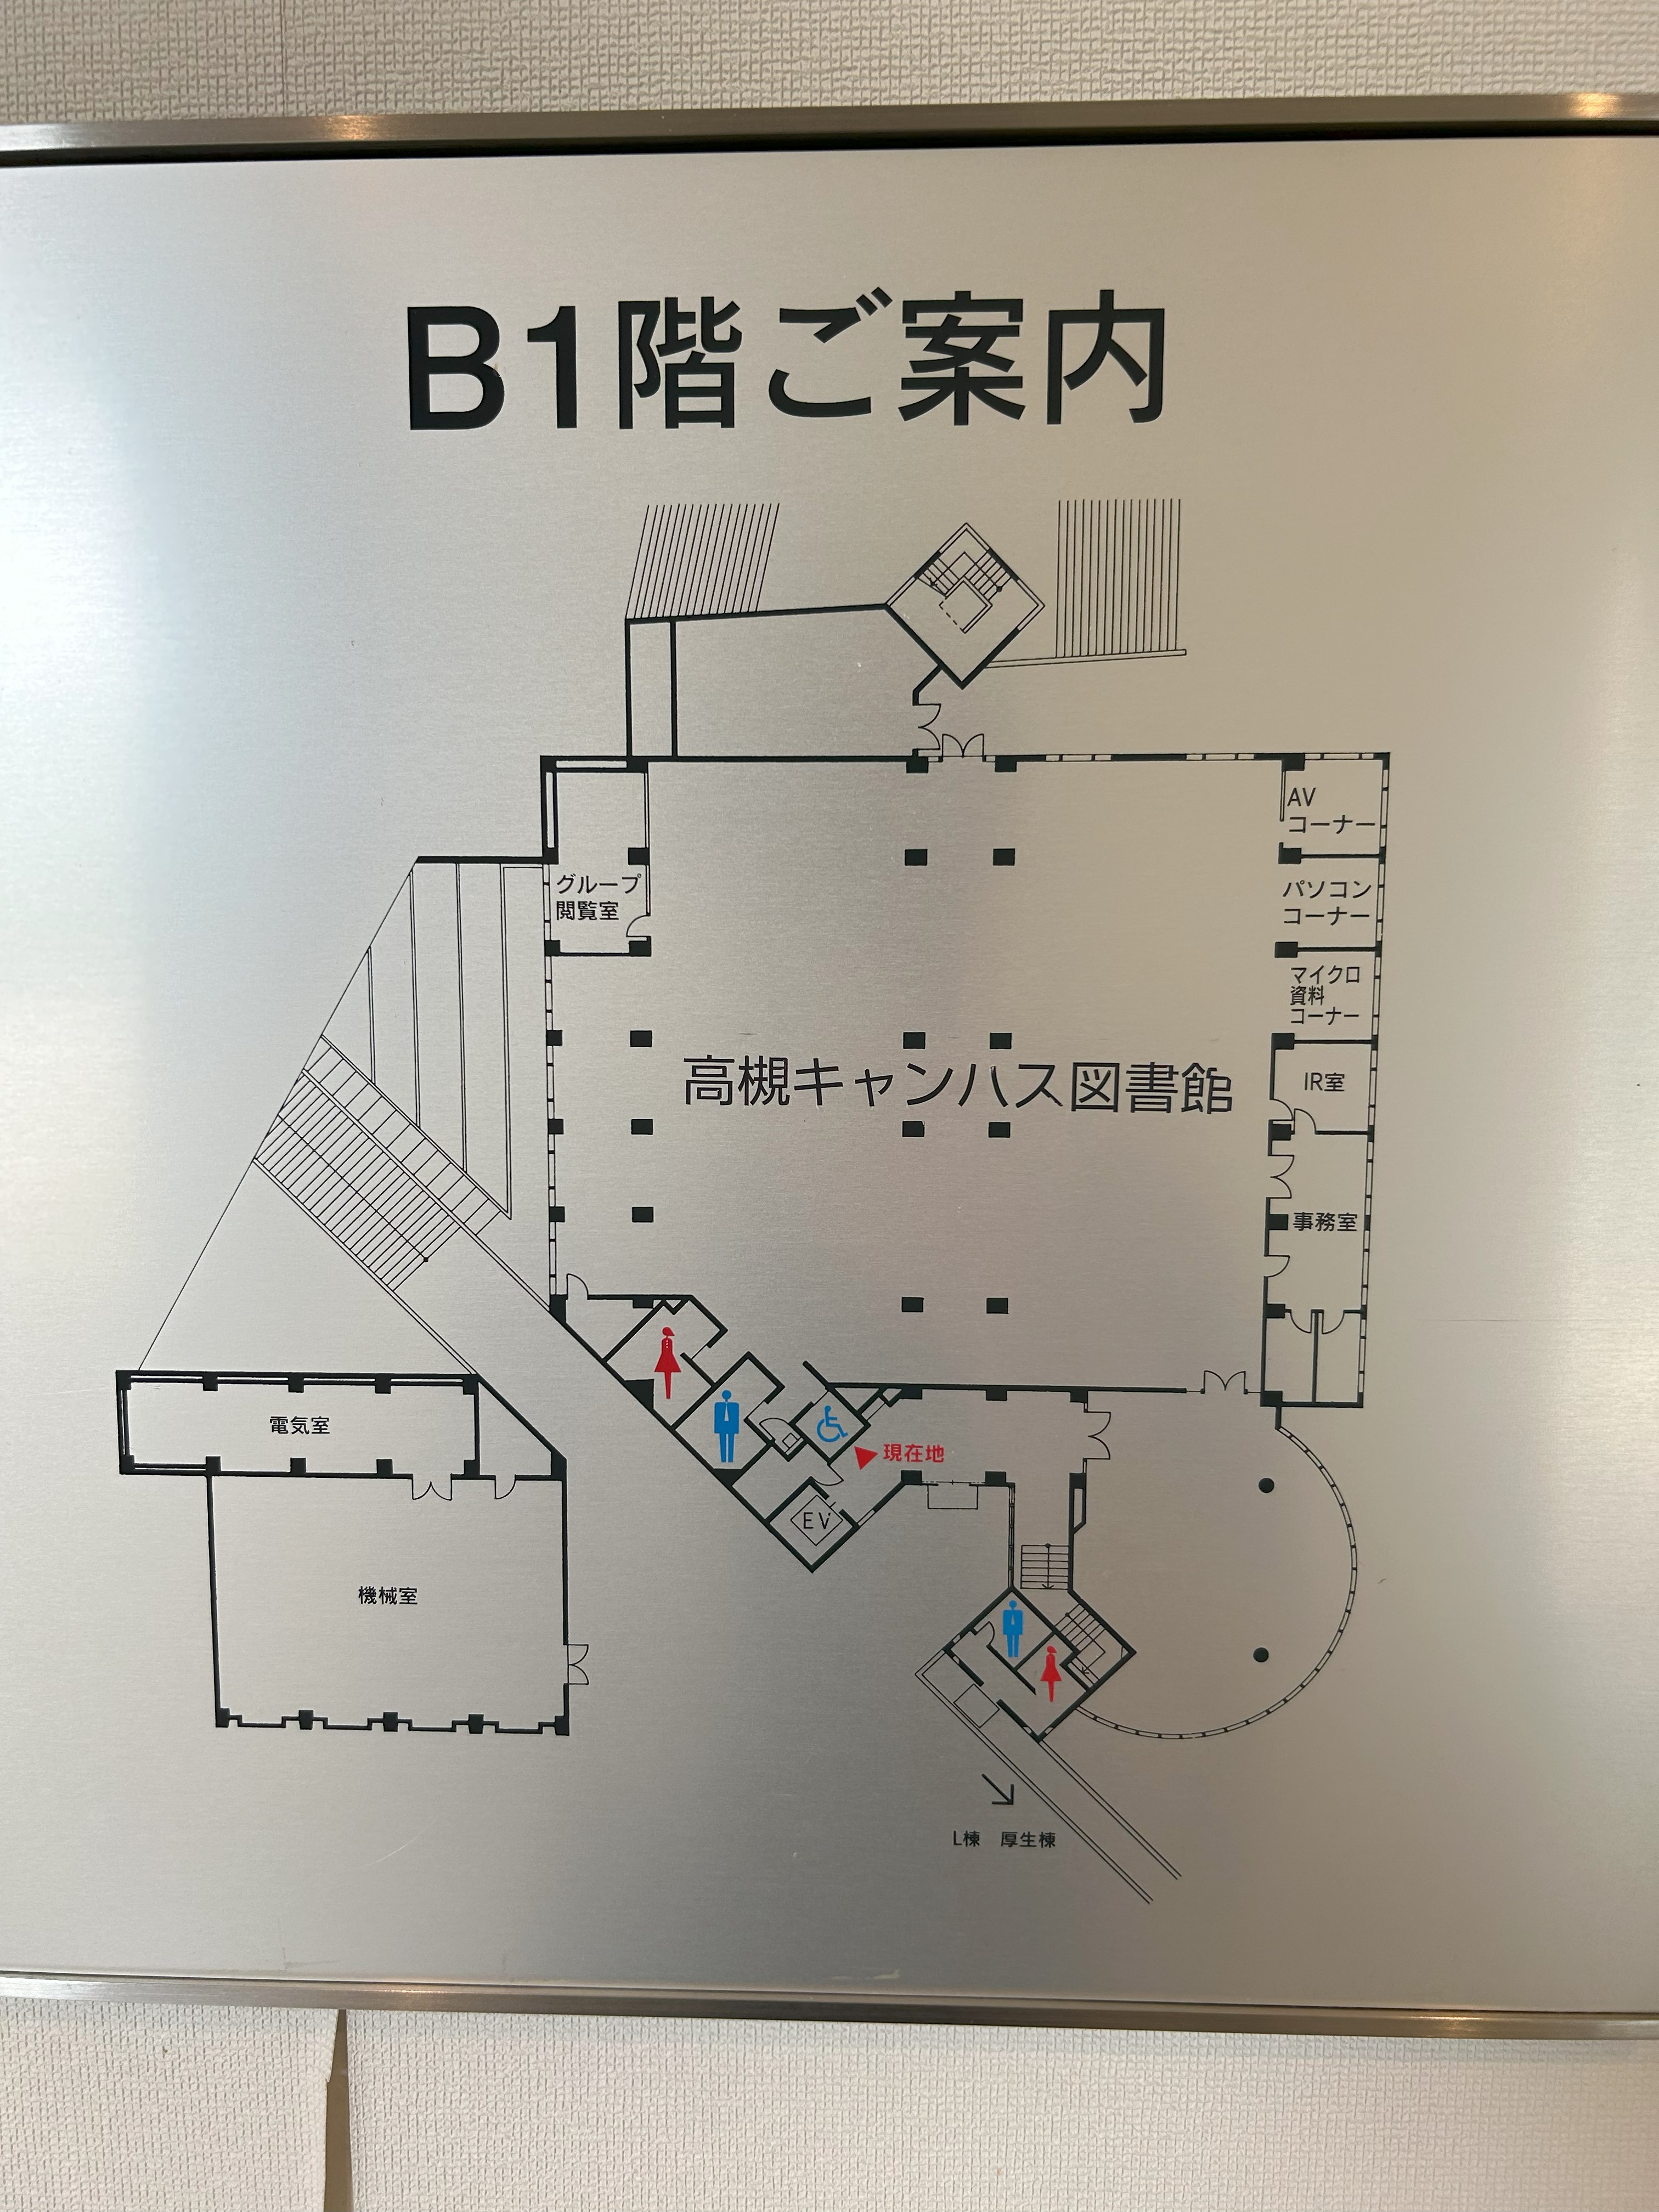 B1階ご案内
AV
コーナー
グループ
閲覧室
パソコン
コーナー
マイクロ
資料
コーナー
高槻キャンハス図書館
IR室
事務室
電気室
現在地
EV
機械室
L棟 厚生棟